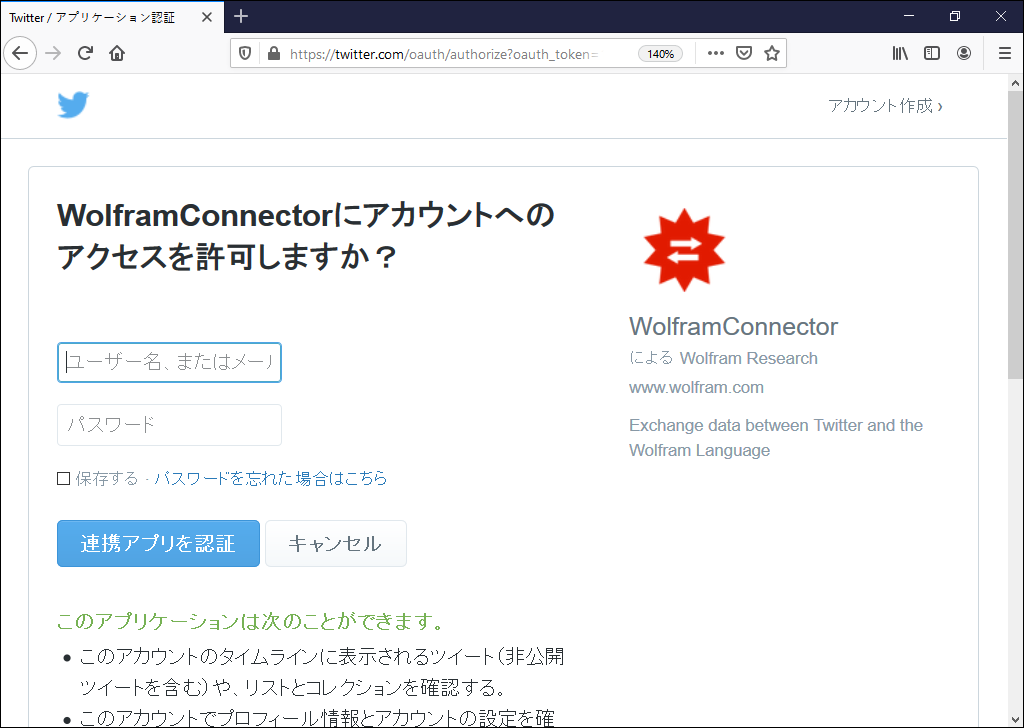 Twitter / アプリケーション認証
https://twitter.com/oauth/authorize?oauth_token=
140%
アカウント作成 ›
WolframConnectorにアカウントへの
アクセスを許可しますか？
ユーザー名、またはメー
パスワード
保存する · パスワードを忘れた場合はこちら
連携アプリを認証
キャンセル
WolframConnector
による Wolfram Research
www.wolfram.com
Exchange data between Twitter and the
Wolfram Language
このアプリケーションは次のことができます。
• このアカウントのタイムラインに表示されるツイート（非公開
ツイートを含む）や、リストとコレクションを確認する。
• このアカウントでプロフィール情報とアカウントの設定を確